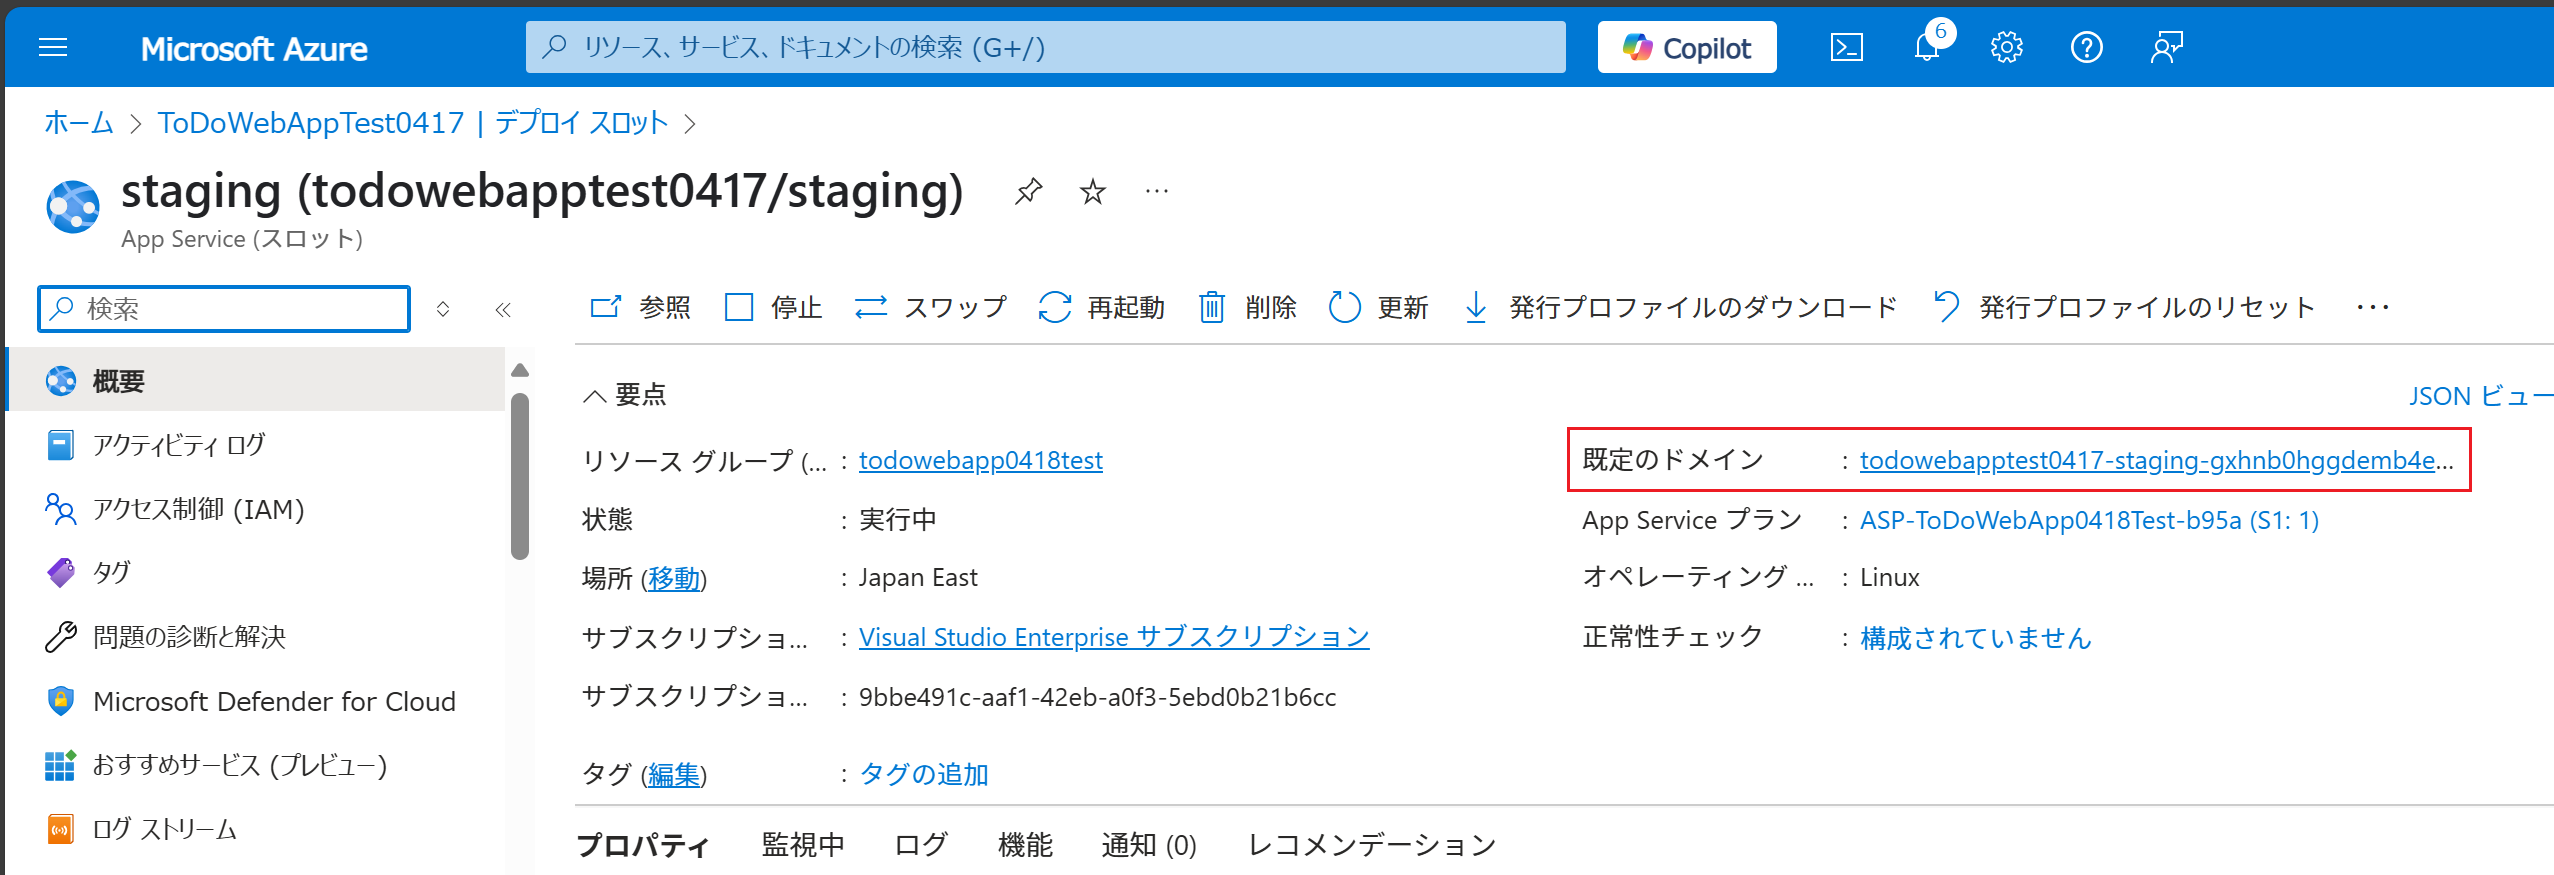 Microsoft Azure
リソース、サービス、ドキュメントの検索 (G+/)
Copilot
6
ホーム > ToDoWebAppTest0417 | デプロイ スロット >
staging (todowebapptest0417/staging)
App Service (スロット)
検索
参照 停止 スワップ 再起動 削除 更新 発行プロファイルのダウンロード 発行プロファイルのリセット ...
概要
アクティビティ ログ
アクセス制御 (IAM)
タグ
問題の診断と解決
Microsoft Defender for Cloud
おすすめサービス (プレビュー)
ログ ストリーム
要点
JSON ビュー
リソース グループ (... : todowebapp0418test
状態 : 実行中
場所 (移動) : Japan East
サブスクリプショ... : Visual Studio Enterprise サブスクリプション
サブスクリプショ... : 9bbe491c-aaf1-42eb-a0f3-5ebd0b21b6cc
タグ (編集) : タグの追加
既定のドメイン : todowebapptest0417-staging-gxhnb0hggdemb4e...
App Service プラン : ASP-ToDoWebApp0418Test-b95a (S1: 1)
オペレーティング ... : Linux
正常性チェック : 構成されていません
プロパティ 監視中 ログ 機能 通知 (0) レコメンデーション